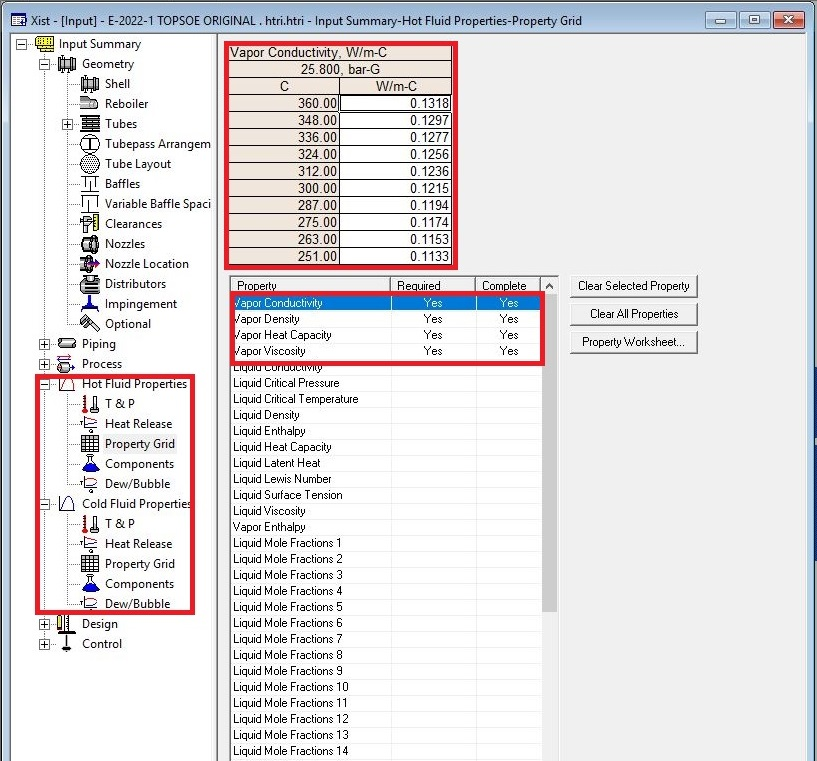 Xist - [Input] - E-2022-1 TOPSOE ORIGINAL . htri.htri - Input Summary-Hot Fluid Properties-Property Grid
Input Summary
Geometry
Shell
Reboiler
Tubes
Tubepass Arrangem
Tube Layout
Baffles
Variable Baffle Spaci
Clearances
Nozzles
Nozzle Location
Distributors
Impingement
Optional
Piping
Process
Hot Fluid Properties
T & P
Heat Release
Property Grid
Components
Dew/Bubble
Cold Fluid Properties
T & P
Heat Release
Property Grid
Components
Dew/Bubble
Design
Control
Vapor Conductivity, W/m-C
25.800, bar-G
C W/m-C
360.00 0.1318
348.00 0.1297
336.00 0.1277
324.00 0.1256
312.00 0.1236
300.00 0.1215
287.00 0.1194
275.00 0.1174
263.00 0.1153
251.00 0.1133
Property Required Complete
Vapor Conductivity Yes Yes
Vapor Density Yes Yes
Vapor Heat Capacity Yes Yes
Vapor Viscosity Yes Yes
Liquid Conductivity
Liquid Critical Pressure
Liquid Critical Temperature
Liquid Density
Liquid Enthalpy
Liquid Heat Capacity
Liquid Latent Heat
Liquid Lewis Number
Liquid Surface Tension
Liquid Viscosity
Vapor Enthalpy
Liquid Mole Fractions 1
Liquid Mole Fractions 2
Liquid Mole Fractions 3
Liquid Mole Fractions 4
Liquid Mole Fractions 5
Liquid Mole Fractions 6
Liquid Mole Fractions 7
Liquid Mole Fractions 8
Liquid Mole Fractions 9
Liquid Mole Fractions 10
Liquid Mole Fractions 11
Liquid Mole Fractions 12
Liquid Mole Fractions 13
Liquid Mole Fractions 14
Clear Selected Property
Clear All Properties
Property Worksheet...